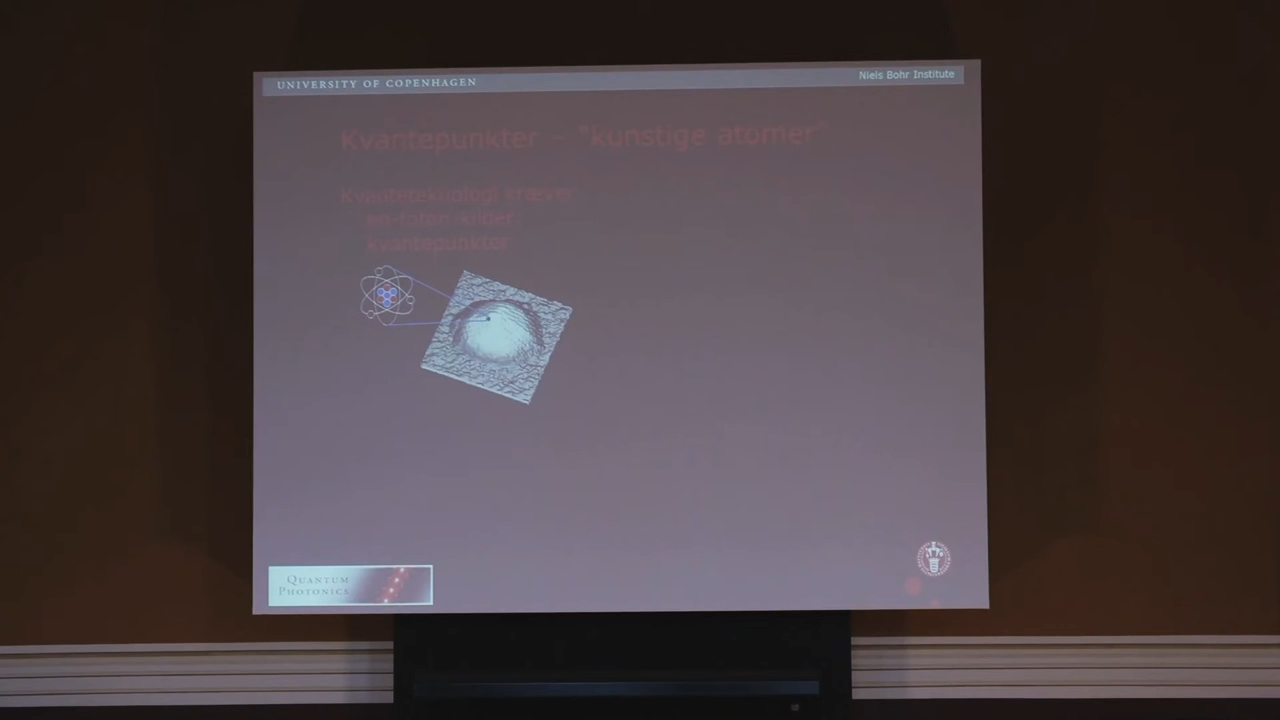 UNIVERSITY OF COPENHAGEN
Niels Bohr Institute
Kvantepunkter – "kunstige atomer"
Kvanteteknologi kræver
en-foton-kilder:
kvantepunkter
QUANTUM
PHOTONICS